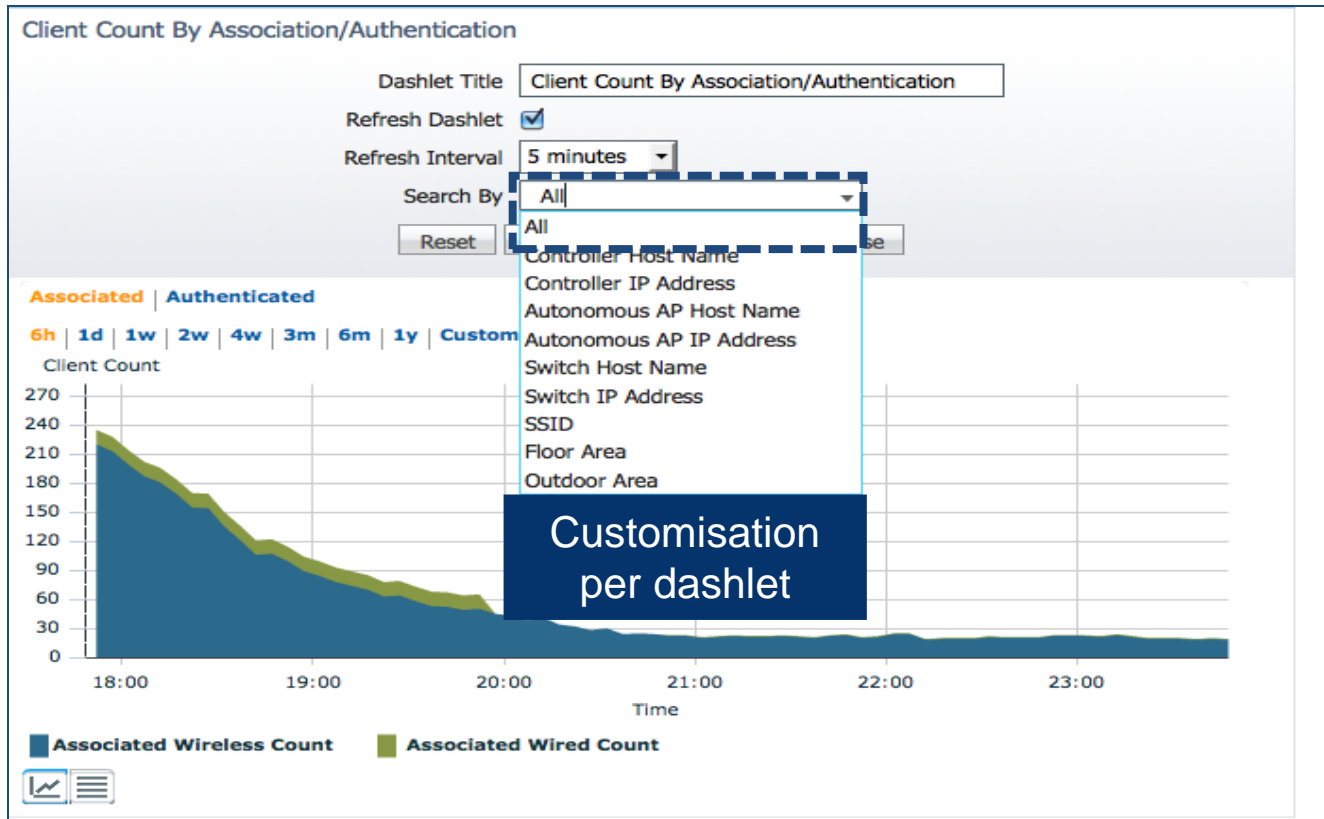 Client Count By Association/Authentication
Dashlet Title Client Count By Association/Authentication
Refresh Dashlet
Refresh Interval 5 minutes
Search By All
All
Reset se
Controller Host Name
Controller IP Address
Autonomous AP Host Name
Autonomous AP IP Address
Switch Host Name
Switch IP Address
SSID
Floor Area
Outdoor Area
Customisation
per dashlet
Associated | Authenticated
6h | 1d | 1w | 2w | 4w | 3m | 6m | 1y | Custom
Client Count
270
240
210
180
150
120
90
60
30
0
18:00 19:00 20:00 21:00 22:00 23:00
Time
Associated Wireless Count Associated Wired Count